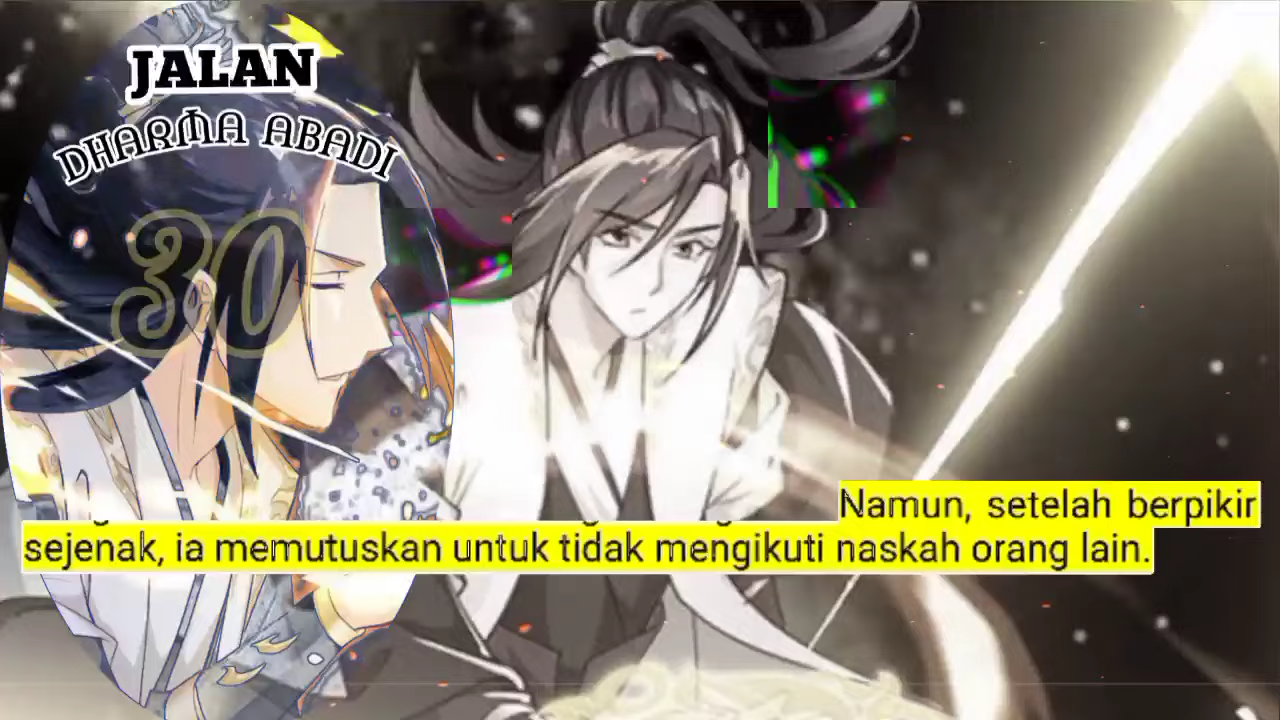 JALAN
DHARMA ABADI
30
Namun, setelah berpikir
sejenak, ia memutuskan untuk tidak mengikuti naskah orang lain.